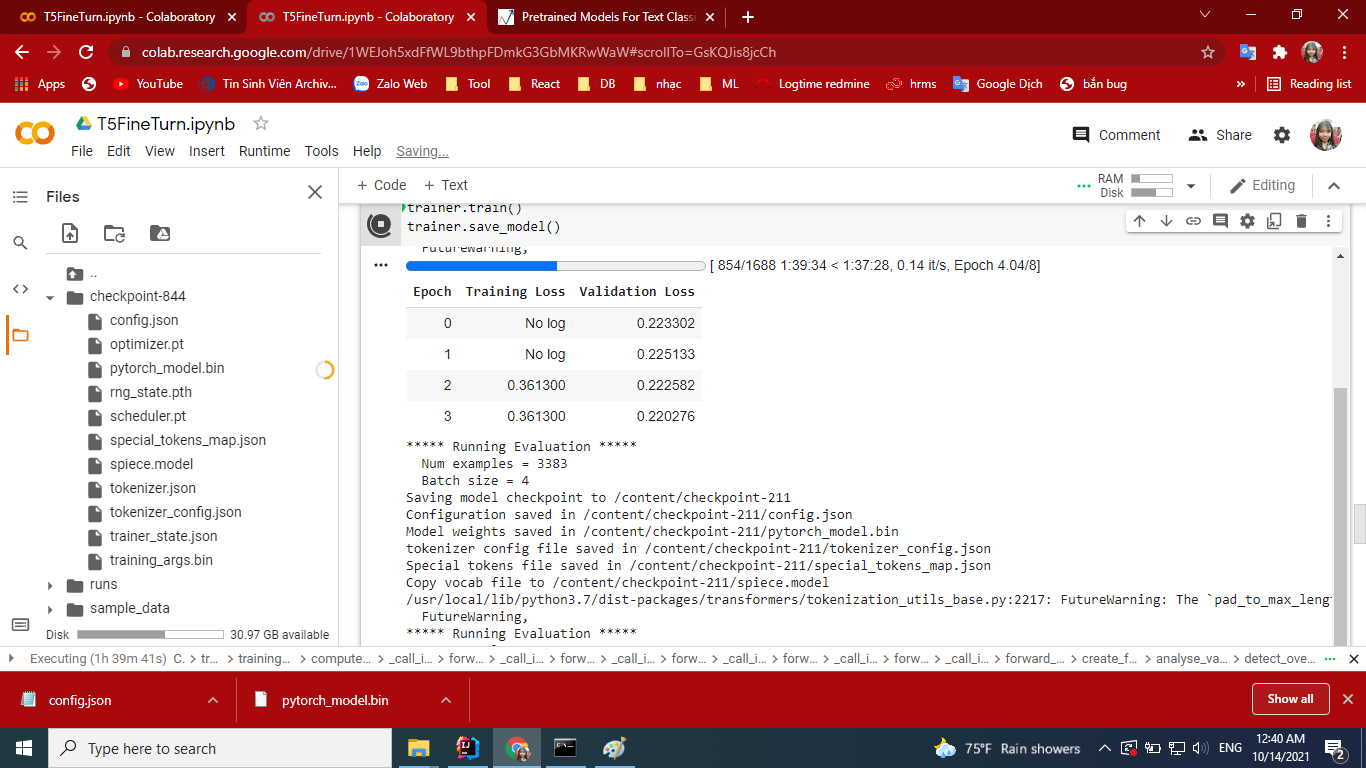 T5FineTurn.ipynb - Colaboratory
T5FineTurn.ipynb - Colaboratory
Pretrained Models For Text Classi
colab.research.google.com/drive/1WEJoh5xdFfWL9bthpFDmkG3GbMKRwWaW#scrollTo=GsKQJis8jcCh
Apps YouTube Tin Sinh Viên Archiv... Zalo Web Tool React DB nhạc ML Logtime redmine hrms Google Dịch bắn bug » Reading list
T5FineTurn.ipynb
Comment Share
File Edit View Insert Runtime Tools Help Saving...
Files
+ Code + Text
RAM
Disk
Editing
..
checkpoint-844
config.json
optimizer.pt
pytorch_model.bin
rng_state.pth
scheduler.pt
special_tokens_map.json
spiece.model
tokenizer.json
tokenizer_config.json
trainer_state.json
training_args.bin
runs
sample_data
Disk 30.97 GB available
trainer.train()
trainer.save_model()
FutureWarning,
[ 854/1688 1:39:34 < 1:37:28, 0.14 it/s, Epoch 4.04/8]
Epoch Training Loss Validation Loss
0 No log 0.223302
1 No log 0.225133
2 0.361300 0.222582
3 0.361300 0.220276
***** Running Evaluation *****
Num examples = 3383
Batch size = 4
Saving model checkpoint to /content/checkpoint-211
Configuration saved in /content/checkpoint-211/config.json
Model weights saved in /content/checkpoint-211/pytorch_model.bin
tokenizer config file saved in /content/checkpoint-211/tokenizer_config.json
Special tokens file saved in /content/checkpoint-211/special_tokens_map.json
Copy vocab file to /content/checkpoint-211/spiece.model
/usr/local/lib/python3.7/dist-packages/transformers/tokenization_utils_base.py:2217: FutureWarning: The `pad_to_max_lengt
FutureWarning,
***** Running Evaluation *****
Executing (1h 39m 41s) C. > tr... > training... > compute... > _call_i... > forw... > _call_i... > forw... > _call_i... > forw... > _call_i... > forw... > _call_i... > forward_... > create_f... > analyse_va... > detect_ove...
config.json
pytorch_model.bin
Show all
Type here to search
75°F Rain showers
ENG
12:40 AM
10/14/2021
2